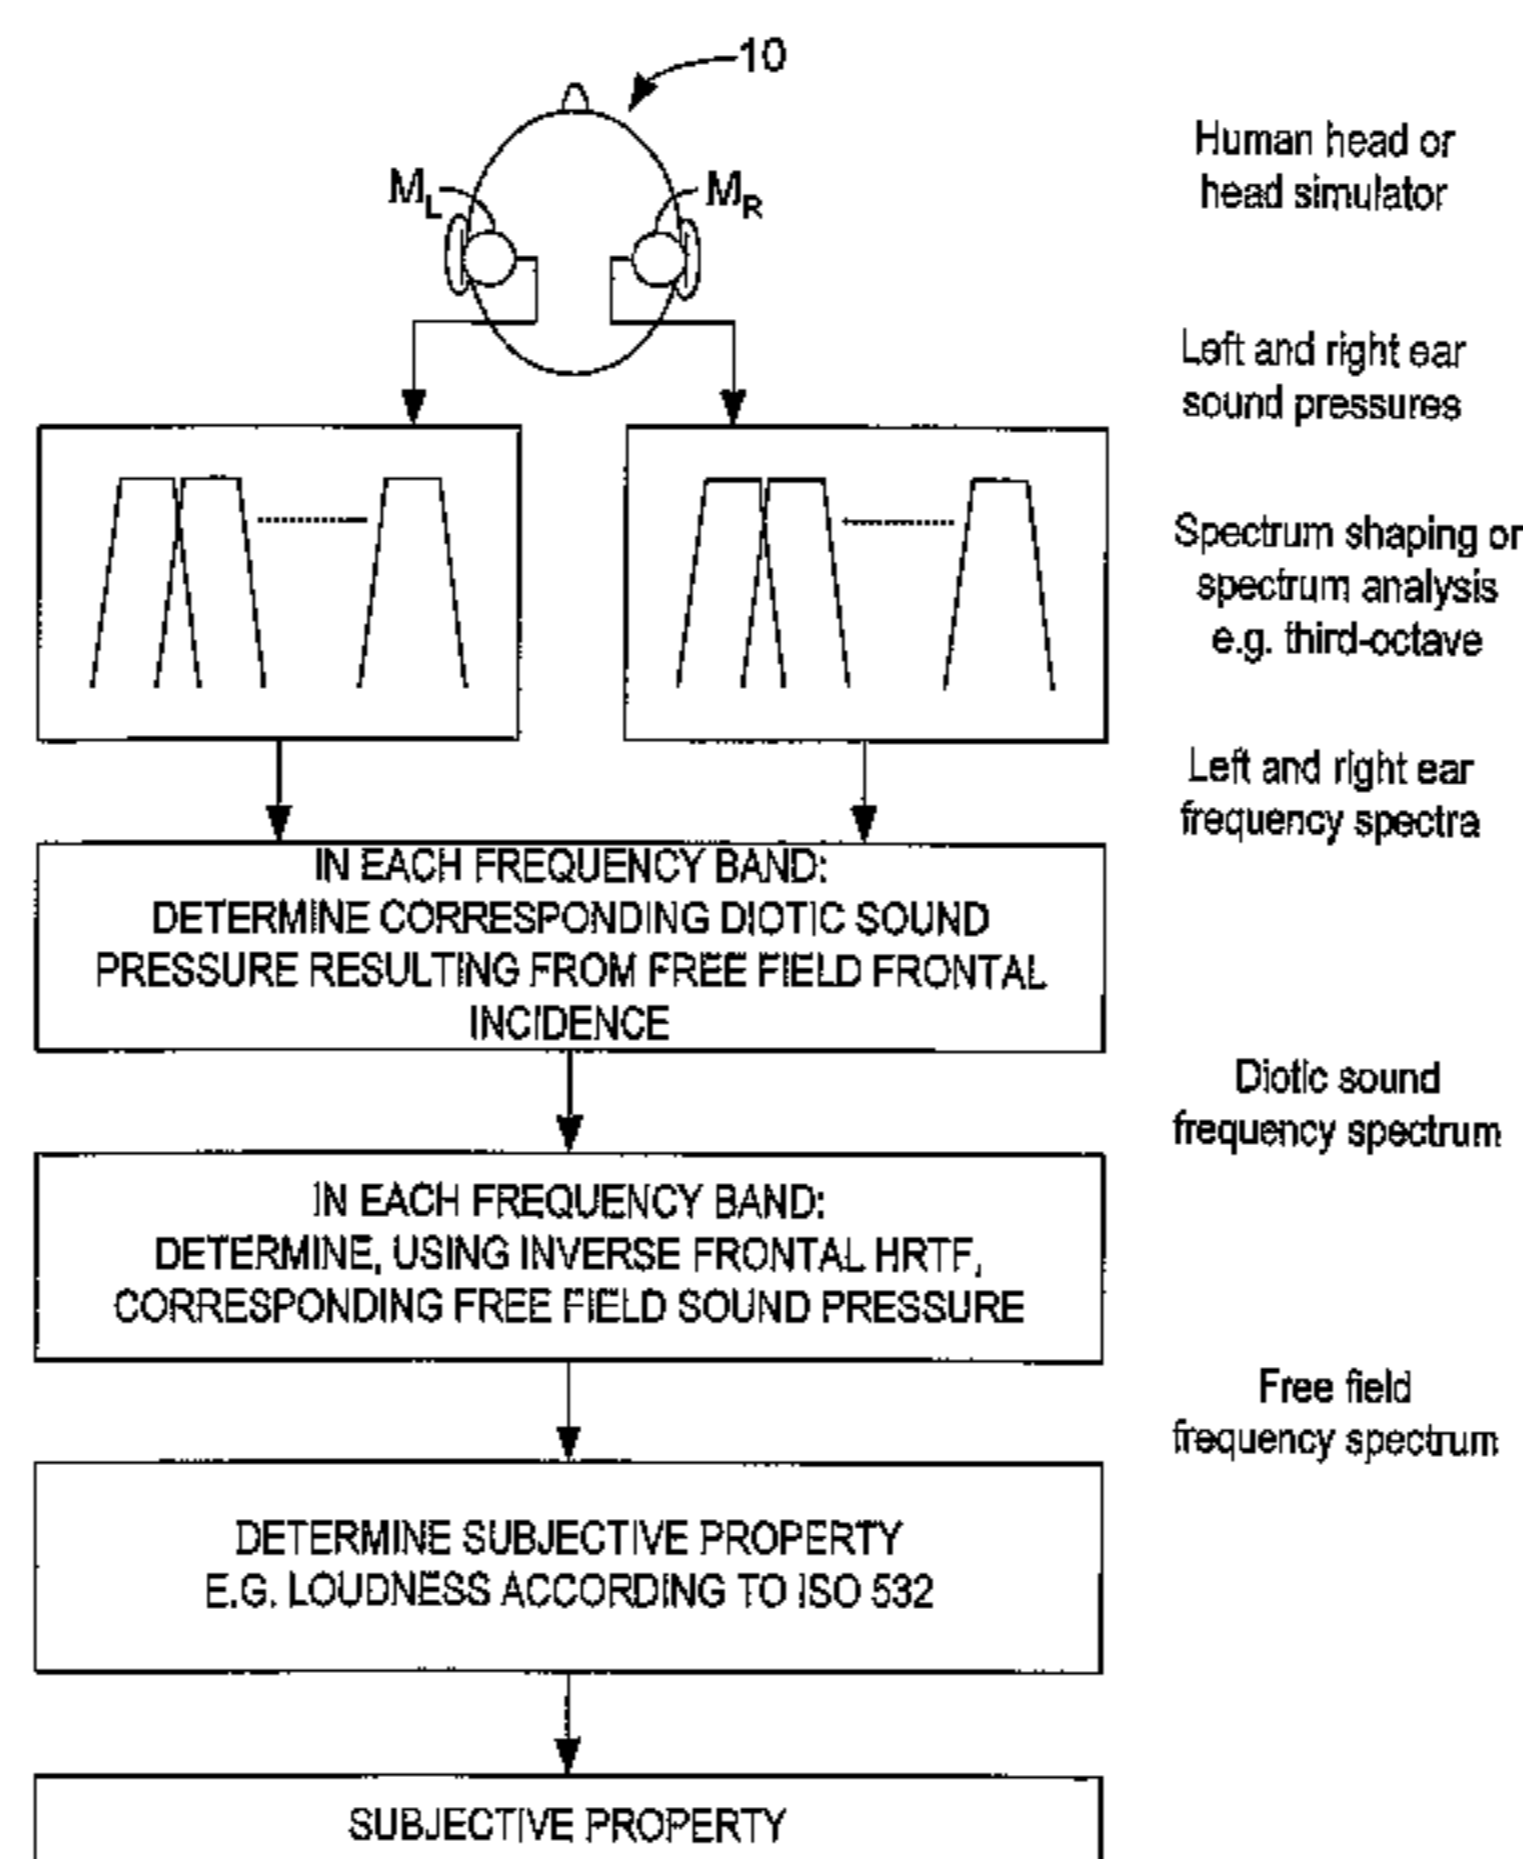 10
Human head or
head simulator
M_L
M_R
Left and right ear
sound pressures
Spectrum shaping or
spectrum analysis
e.g. third-octave
Left and right ear
frequency spectra
IN EACH FREQUENCY BAND:
DETERMINE CORRESPONDING DIOTIC SOUND
PRESSURE RESULTING FROM FREE FIELD FRONTAL
INCIDENCE
Diotic sound
frequency spectrum
IN EACH FREQUENCY BAND:
DETERMINE, USING INVERSE FRONTAL HRTF,
CORRESPONDING FREE FIELD SOUND PRESSURE
Free field
frequency spectrum
DETERMINE SUBJECTIVE PROPERTY
E.G. LOUDNESS ACCORDING TO ISO 532
SUBJECTIVE PROPERTY